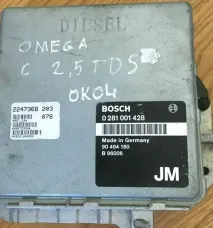 DIESEL
OMEGA
C 2,5 TDS
OKO4
2247368 203
078
BOSCH
0 281 001 428
Made in Germany
90 494 180
B 96006
JM